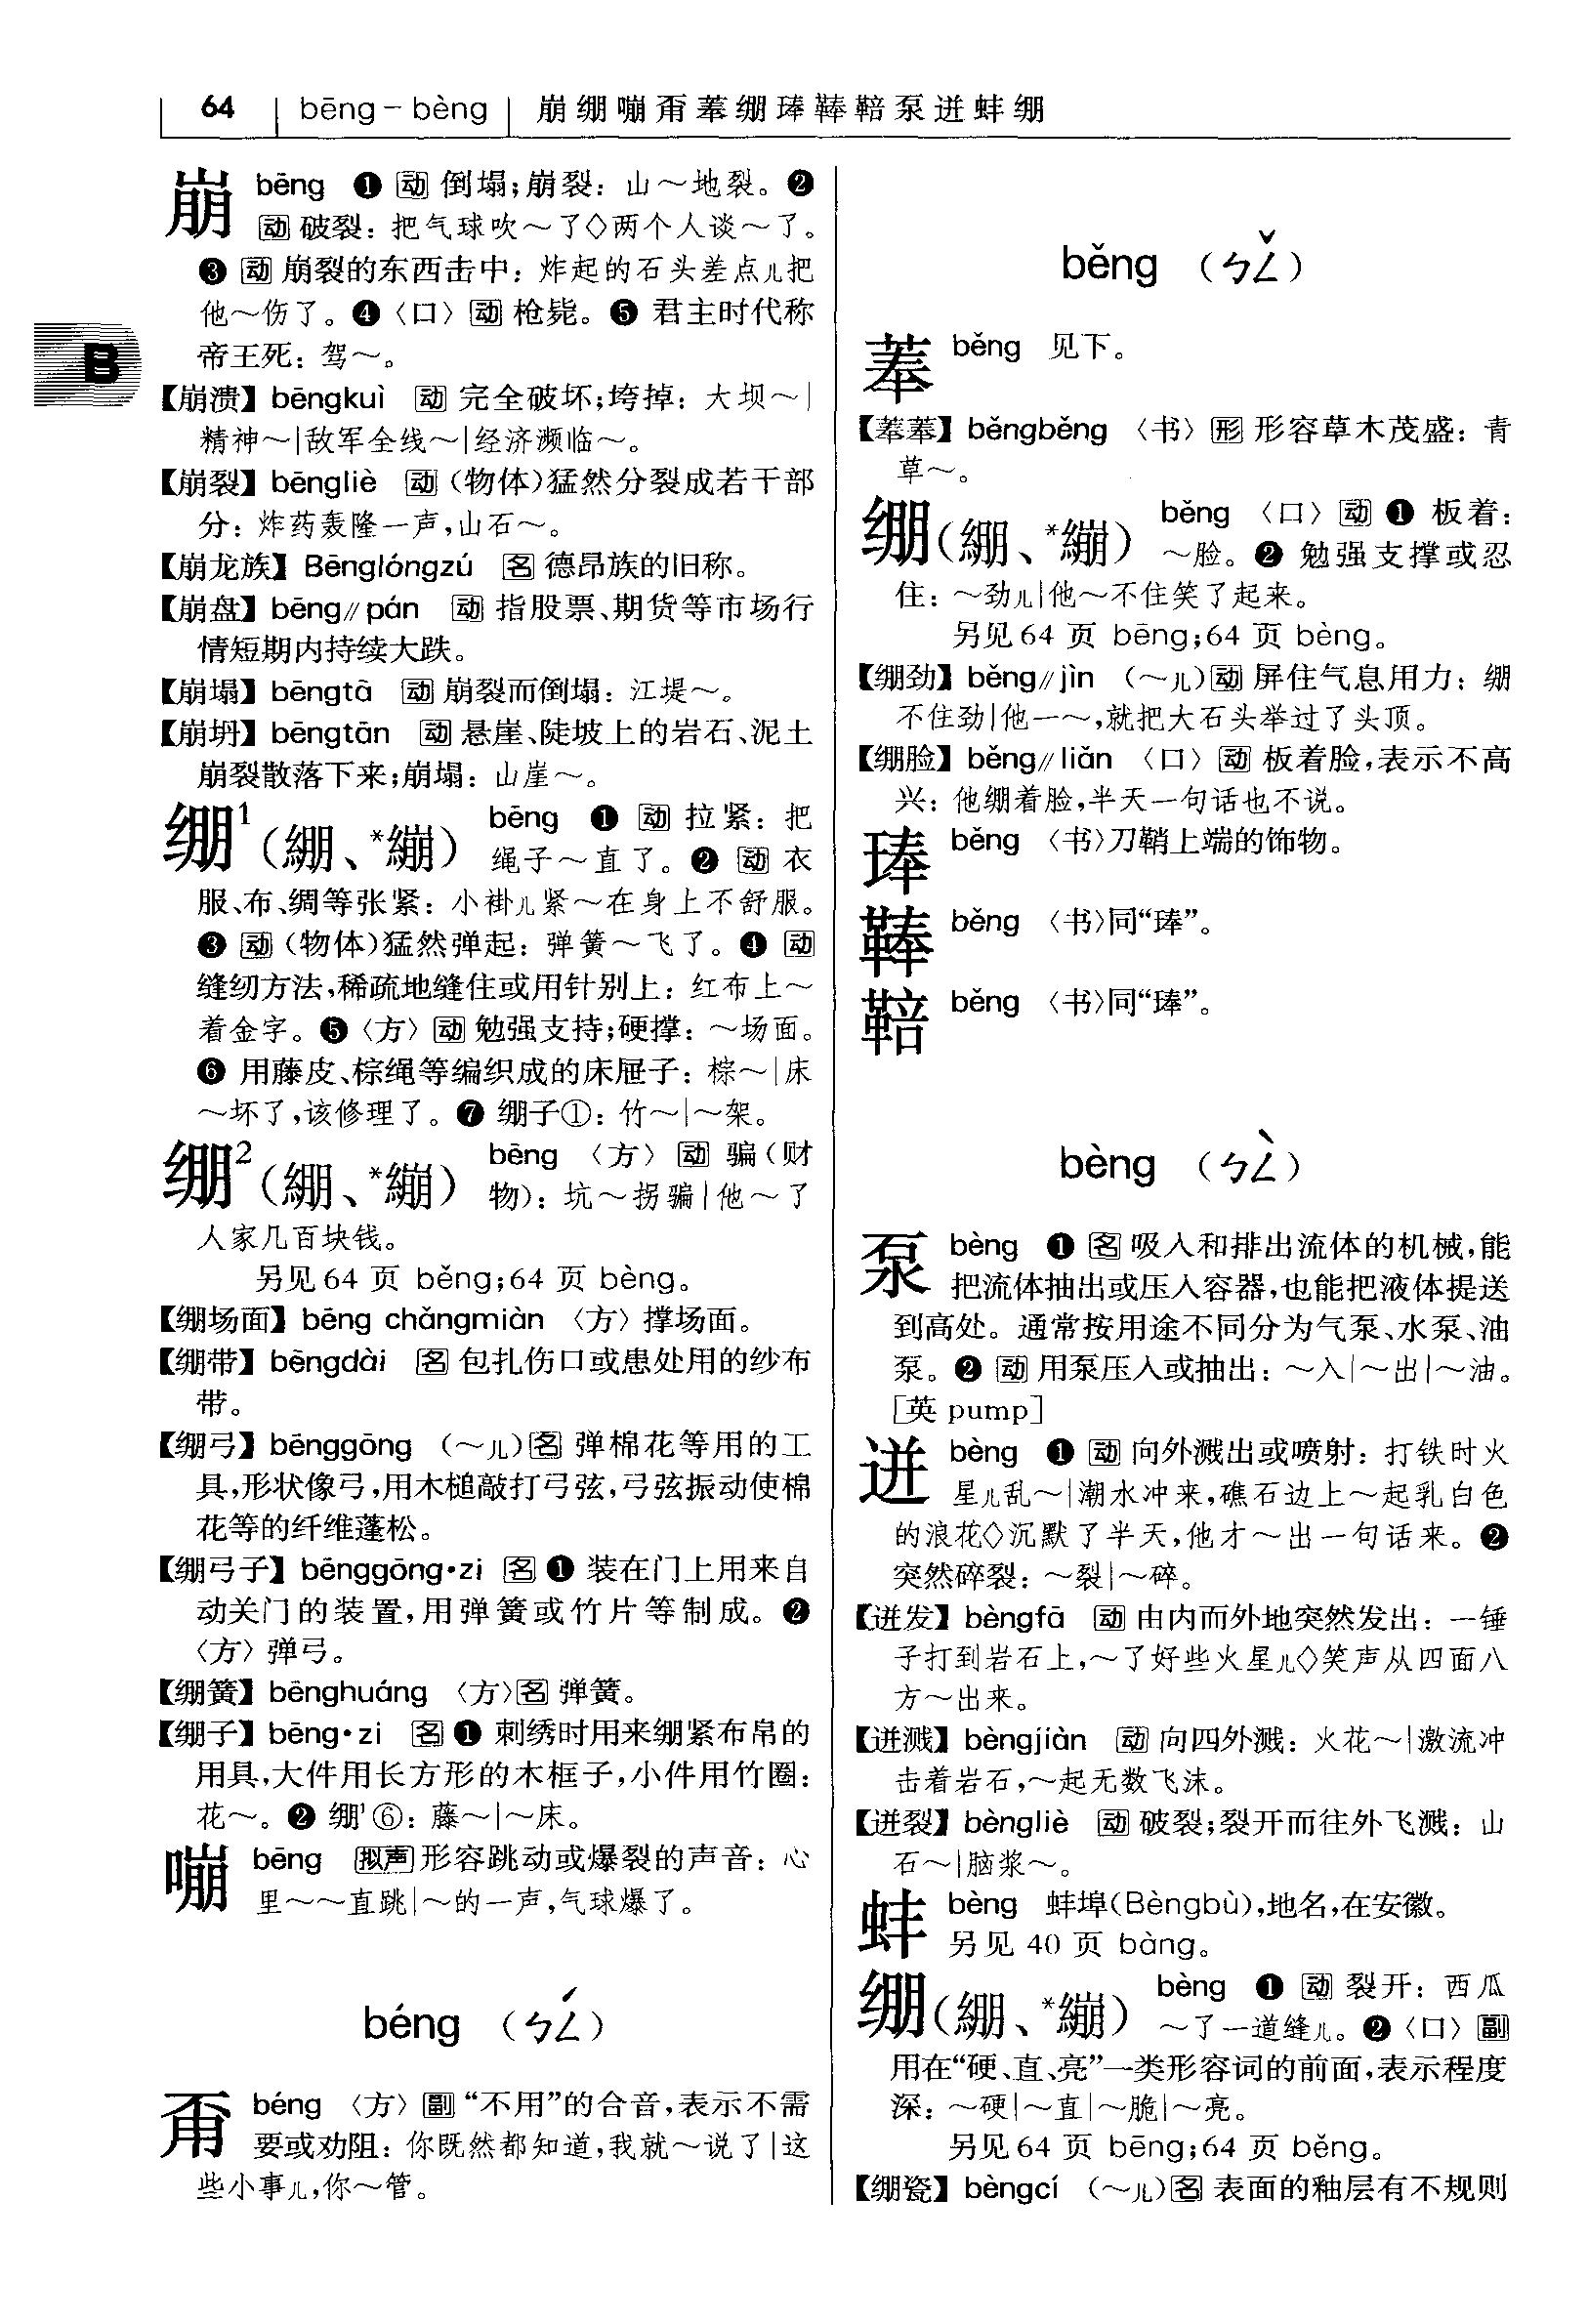 64 bēng－bèng 崩绷嘣甭菶绷琫鞛䩬泵迸蚌绷
B
崩 bēng ❶ 动 倒塌；崩裂：山～地裂。❷
动 破裂：把气球吹～了◇两个人谈～了。
❸ 动 崩裂的东西击中：炸起的石头差点儿把
他～伤了。❹〈口〉动 枪毙。❺ 君主时代称
帝王死：驾～。
【崩溃】bēngkuì 动 完全破坏；垮掉：大坝～|
精神～|敌军全线～|经济濒临～。
【崩裂】bēngliè 动（物体）猛然分裂成若干部
分：炸药轰隆一声，山石～。
【崩龙族】Bēnglóngzú 名 德昂族的旧称。
【崩盘】bēng//pán 动 指股票、期货等市场行
情短期内持续大跌。
【崩塌】bēngtā 动 崩裂而倒塌：江堤～。
【崩坍】bēngtān 动 悬崖、陡坡上的岩石、泥土
崩裂散落下来；崩塌：山崖～。
绷¹（綳、*繃） bēng ❶ 动 拉紧：把
绳子～直了。❷ 动 衣
服、布、绸等张紧：小褂儿紧～在身上不舒服。
❸ 动（物体）猛然弹起：弹簧～飞了。❹ 动
缝纫方法，稀疏地缝住或用针别上：红布上～
着金字。❺〈方〉动 勉强支持；硬撑：～场面。
❻ 用藤皮、棕绳等编织成的床屉子：棕～|床
～坏了，该修理了。❼ 绷子①：竹～|～架。
绷²（綳、*繃） bēng〈方〉动 骗（财
物）：坑～拐骗|他～了
人家几百块钱。
另见64 页 běng；64 页 bèng。
【绷场面】bēng chǎngmiàn〈方〉撑场面。
【绷带】bēngdài 名 包扎伤口或患处用的纱布
带。
【绷弓】bēnggōng（～儿）名 弹棉花等用的工
具，形状像弓，用木槌敲打弓弦，弓弦振动使棉
花等的纤维蓬松。
【绷弓子】bēnggōng·zi 名 ❶ 装在门上用来自
动关门的装置，用弹簧或竹片等制成。❷
〈方〉弹弓。
【绷簧】bēnghuáng〈方〉名 弹簧。
【绷子】bēng·zi 名 ❶ 刺绣时用来绷紧布帛的
用具，大件用长方形的木框子，小件用竹圈：
花～。❷ 绷¹⑥：藤～|～床。
嘣 bēng 拟声 形容跳动或爆裂的声音：心
里～～直跳|～的一声，气球爆了。
béng（ㄅㄥˊ）
甭 béng〈方〉副 “不用”的合音，表示不需
要或劝阻：你既然都知道，我就～说了|这
些小事儿，你～管。
běng（ㄅㄥˇ）
菶 běng 见下。
【菶菶】běngběng〈书〉形 形容草木茂盛：青
草～。
绷（綳、*繃） běng〈口〉动 ❶ 板着：
～脸。❷ 勉强支撑或忍
住：～劲儿|他～不住笑了起来。
另见64 页 bēng；64 页 bèng。
【绷劲】běng//jìn（～儿）动 屏住气息用力：绷
不住劲|他一～，就把大石头举过了头顶。
【绷脸】běng//liǎn〈口〉动 板着脸，表示不高
兴：他绷着脸，半天一句话也不说。
琫 běng〈书〉刀鞘上端的饰物。
鞛 běng〈书〉同“琫”。
běng〈书〉同“琫”。
bèng（ㄅㄥˋ）
泵 bèng ❶ 名 吸入和排出流体的机械，能
把流体抽出或压入容器，也能把液体提送
到高处。通常按用途不同分为气泵、水泵、油
泵。❷ 动 用泵压入或抽出：～入|～出|～油。
[英 pump]
迸 bèng ❶ 动 向外溅出或喷射：打铁时火
星儿乱～|潮水冲来，礁石边上～起乳白色
的浪花◇沉默了半天，他才～出一句话来。❷
突然碎裂：～裂|～碎。
【迸发】bèngfā 动 由内而外地突然发出：一锤
子打到岩石上，～了好些火星儿◇笑声从四面八
方～出来。
【迸溅】bèngjiàn 动 向四外溅：火花～|激流冲
击着岩石，～起无数飞沫。
【迸裂】bèngliè 动 破裂；裂开而往外飞溅：山
石～|脑浆～。
蚌 bèng 蚌埠（Bèngbù），地名，在安徽。
另见 40 页 bàng。
绷（綳、*繃） bèng ❶ 动 裂开：西瓜
～了一道缝儿。❷〈口〉副
用在“硬、直、亮”一类形容词的前面，表示程度
深：～硬|～直|～脆|～亮。
另见64 页 bēng；64 页 běng。
【绷瓷】bèngcí（～儿）名 表面的釉层有不规则